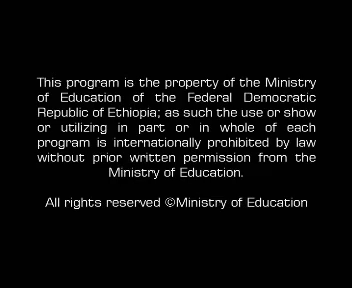 This program is the property of the Ministry
of Education of the Federal Democratic
Republic of Ethiopia; as such the use or show
or utilizing in part or in whole of each
program is internationally prohibited by law
without prior written permission from the
Ministry of Education.
All rights reserved ©Ministry of Education